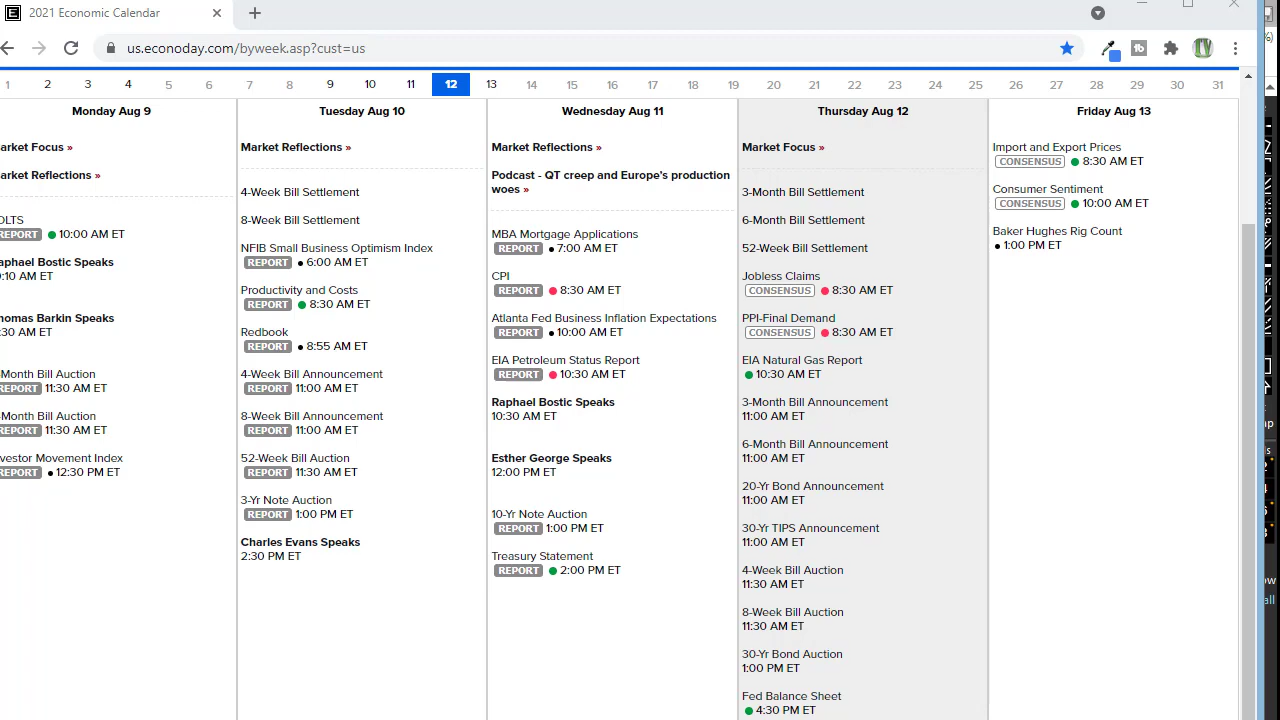 2021 Economic Calendar
us.econoday.com/byweek.asp?cust=us
1 2 3 4 5 6 7 8 9 10 11 12 13 14 15 16 17 18 19 20 21 22 23 24 25 26 27 28 29 30 31
Monday Aug 9
arket Focus »
arket Reflections »
OLTS
REPORT 10:00 AM ET
aphael Bostic Speaks
:10 AM ET
homas Barkin Speaks
:30 AM ET
-Month Bill Auction
REPORT 11:30 AM ET
-Month Bill Auction
REPORT 11:30 AM ET
vestor Movement Index
REPORT 12:30 PM ET
Tuesday Aug 10
Market Reflections »
4-Week Bill Settlement
8-Week Bill Settlement
NFIB Small Business Optimism Index
REPORT 6:00 AM ET
Productivity and Costs
REPORT 8:30 AM ET
Redbook
REPORT 8:55 AM ET
4-Week Bill Announcement
REPORT 11:00 AM ET
8-Week Bill Announcement
REPORT 11:00 AM ET
52-Week Bill Auction
REPORT 11:30 AM ET
3-Yr Note Auction
REPORT 1:00 PM ET
Charles Evans Speaks
2:30 PM ET
Wednesday Aug 11
Market Reflections »
Podcast - QT creep and Europe's production
woes »
MBA Mortgage Applications
REPORT 7:00 AM ET
CPI
REPORT 8:30 AM ET
Atlanta Fed Business Inflation Expectations
REPORT 10:00 AM ET
EIA Petroleum Status Report
REPORT 10:30 AM ET
Raphael Bostic Speaks
10:30 AM ET
Esther George Speaks
12:00 PM ET
10-Yr Note Auction
REPORT 1:00 PM ET
Treasury Statement
REPORT 2:00 PM ET
Thursday Aug 12
Market Focus »
3-Month Bill Settlement
6-Month Bill Settlement
52-Week Bill Settlement
Jobless Claims
CONSENSUS 8:30 AM ET
PPI-Final Demand
CONSENSUS 8:30 AM ET
EIA Natural Gas Report
10:30 AM ET
3-Month Bill Announcement
11:00 AM ET
6-Month Bill Announcement
11:00 AM ET
20-Yr Bond Announcement
11:00 AM ET
30-Yr TIPS Announcement
11:00 AM ET
4-Week Bill Auction
11:30 AM ET
8-Week Bill Auction
11:30 AM ET
30-Yr Bond Auction
1:00 PM ET
Fed Balance Sheet
4:30 PM ET
Friday Aug 13
Import and Export Prices
CONSENSUS 8:30 AM ET
Consumer Sentiment
CONSENSUS 10:00 AM ET
Baker Hughes Rig Count
1:00 PM ET